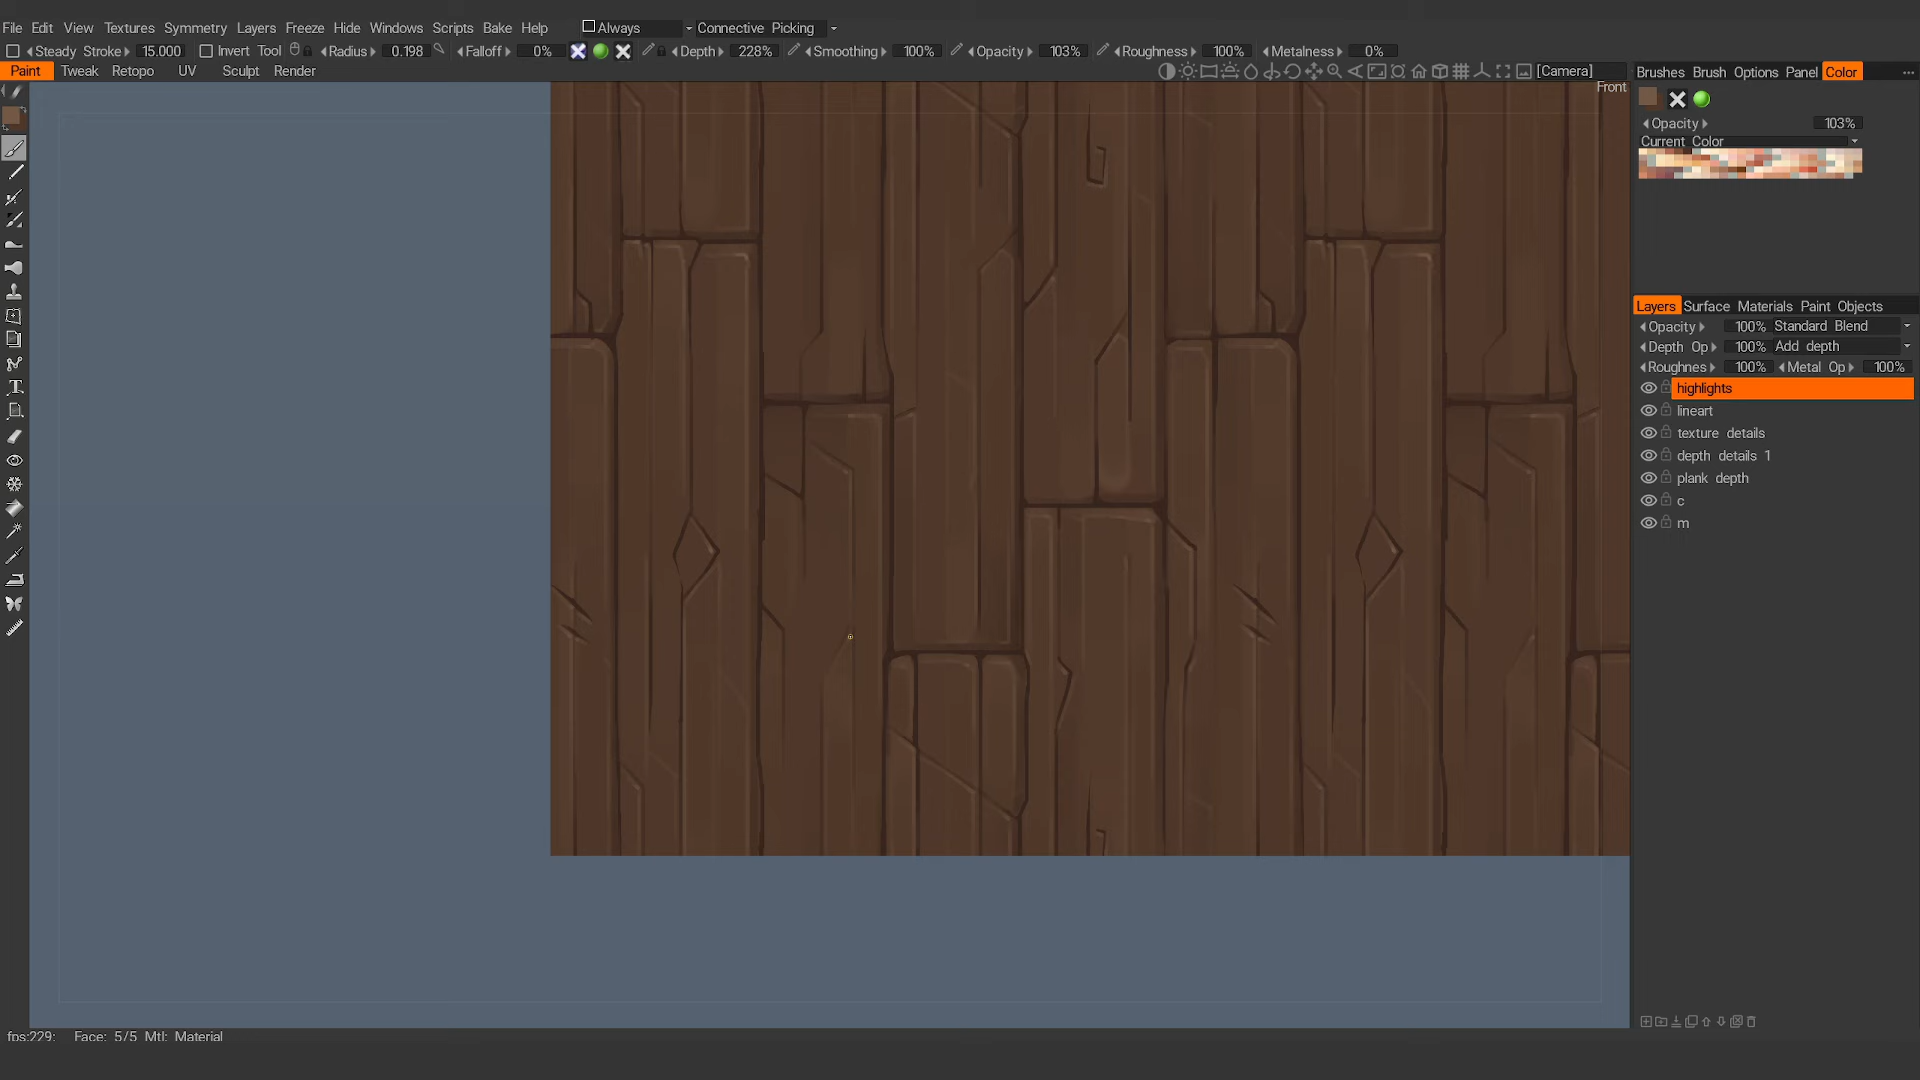 File Edit View Textures Symmetry Layers Freeze Hide Windows Scripts Bake Help Always Connective Picking
Steady Stroke 15.000 Invert Tool Radius 0.198 Falloff 0% Depth 228% Smoothing 100% Opacity 103% Roughness 100% Metalness 0%
Paint Tweak Retopo UV Sculpt Render [Camera]
Front
Brushes Brush Options Panel Color
Opacity 103%
Current Color
Layers Surface Materials Paint Objects
Opacity 100% Standard Blend
Depth Op 100% Add depth
Roughnes 100% Metal Op 100%
highlights
lineart
texture details
depth details 1
plank depth
c
m
fps:229; Face: 5/5 Mtl: Material